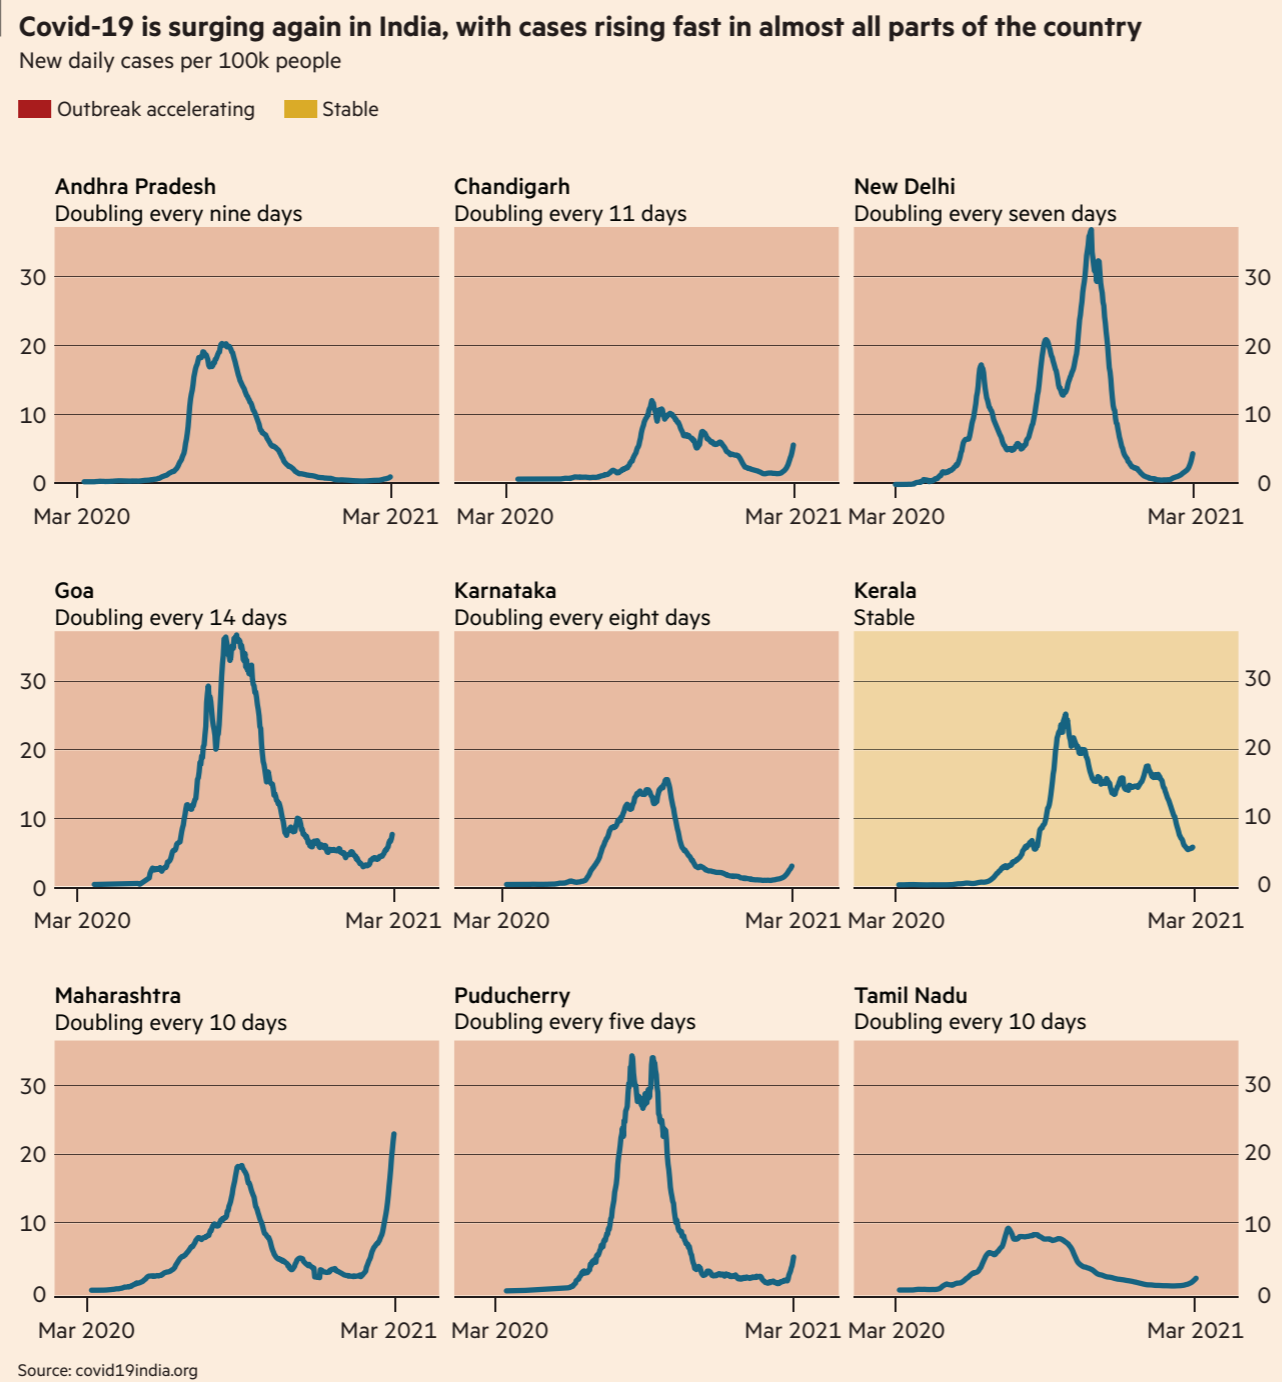 Covid-19 is surging again in India, with cases rising fast in almost all parts of the country
New daily cases per 100k people
Outbreak accelerating Stable
Andhra Pradesh
Doubling every nine days
30
20
10
0
Mar 2020 Mar 2021
Chandigarh
Doubling every 11 days
Mar 2020 Mar 2021
New Delhi
Doubling every seven days
30
20
10
0
Mar 2020 Mar 2021
Goa
Doubling every 14 days
30
20
10
0
Mar 2020 Mar 2021
Karnataka
Doubling every eight days
Mar 2020 Mar 2021
Kerala
Stable
30
20
10
0
Mar 2020 Mar 2021
Maharashtra
Doubling every 10 days
30
20
10
0
Mar 2020 Mar 2021
Puducherry
Doubling every five days
Mar 2020 Mar 2021
Tamil Nadu
Doubling every 10 days
30
20
10
0
Mar 2020 Mar 2021
Source: covid19india.org